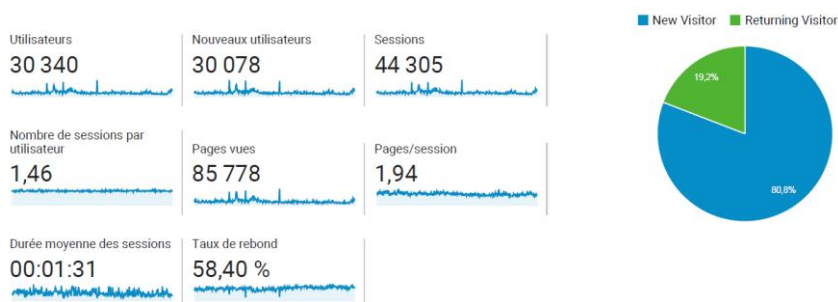 New Visitor Returning Visitor
Utilisateurs
30 340
Nouveaux utilisateurs
30 078
Sessions
44 305
Nombre de sessions par
utilisateur
1,46
Pages vues
85 778
Pages/session
1,94
Durée moyenne des sessions
00:01:31
Taux de rebond
58,40 %
19,2%
80,8%